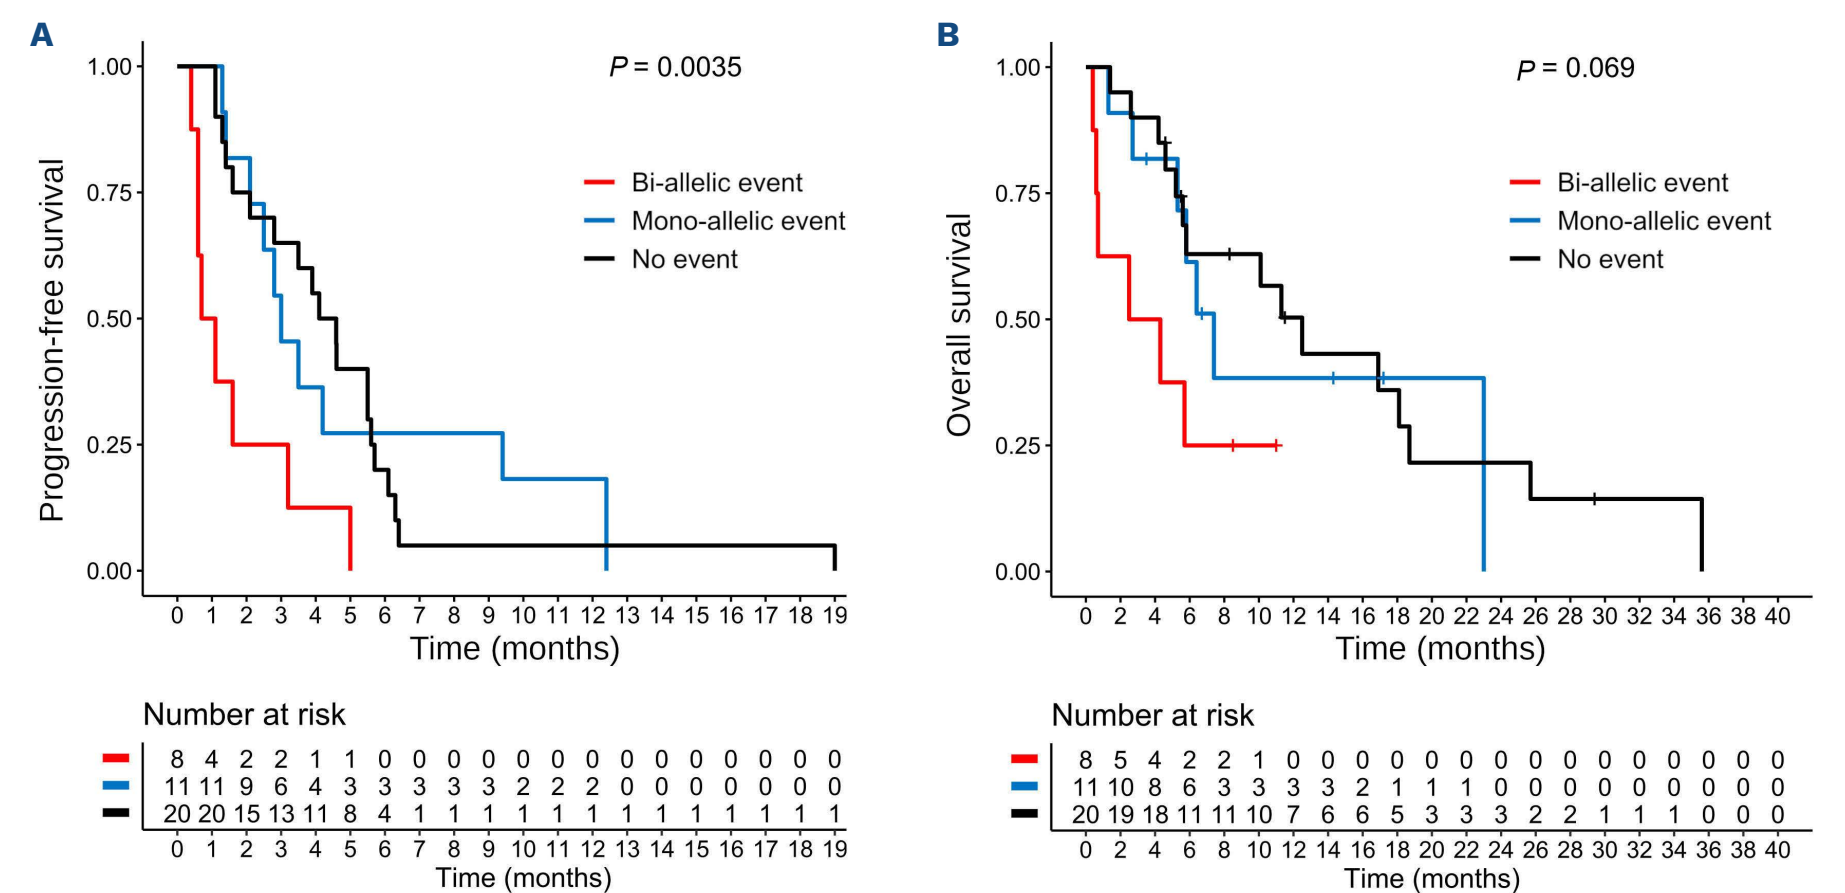 A
P = 0.0035
Progression-free survival
1.00
0.75
0.50
0.25
0.00
Bi-allelic event
Mono-allelic event
No event
0 1 2 3 4 5 6 7 8 9 10 11 12 13 14 15 16 17 18 19
Time (months)
Number at risk
8 4 2 2 1 1 0 0 0 0 0 0 0 0 0 0 0 0 0 0
11 11 9 6 4 3 3 3 3 3 2 2 2 0 0 0 0 0 0 0
20 20 15 13 11 8 4 1 1 1 1 1 1 1 1 1 1 1 1 1
0 1 2 3 4 5 6 7 8 9 10 11 12 13 14 15 16 17 18 19
Time (months)
B
P = 0.069
Overall survival
1.00
0.75
0.50
0.25
0.00
Bi-allelic event
Mono-allelic event
No event
0 2 4 6 8 10 12 14 16 18 20 22 24 26 28 30 32 34 36 38 40
Time (months)
Number at risk
8 5 4 2 2 1 0 0 0 0 0 0 0 0 0 0 0 0 0 0 0
11 10 8 6 3 3 3 3 2 1 1 1 0 0 0 0 0 0 0 0 0
20 19 18 11 11 10 7 6 6 5 3 3 3 2 2 1 1 1 0 0 0
0 2 4 6 8 10 12 14 16 18 20 22 24 26 28 30 32 34 36 38 40
Time (months)